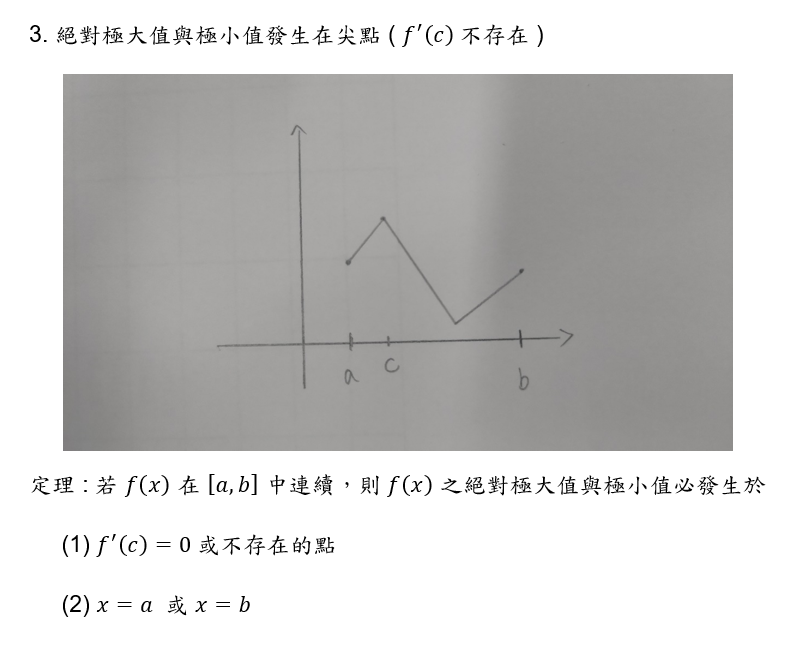 3. 絕對極大值與極小值發生在尖點 ( f′(c) 不存在 )
a
c
b
定理 : 若 f(x) 在 [a, b] 中連續，則 f(x) 之絕對極大值與極小值必發生於
(1) f′(c) = 0 或不存在的點
(2) x = a 或 x = b